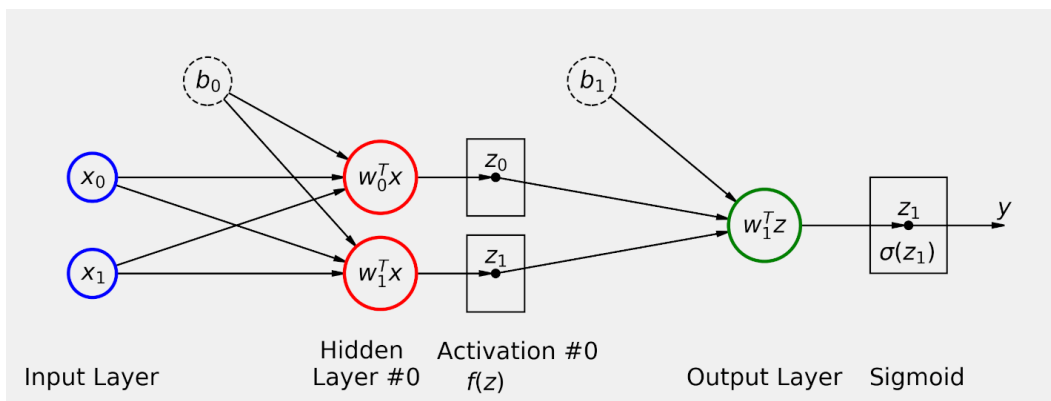 b₀
b₁
x₀
w₀ᵀx
z₀
x₁
w₁ᵀx
z₁
w₁ᵀz
z₁
σ(z₁)
y
Hidden
Layer #0
Activation #0
f(z)
Input Layer
Output Layer
Sigmoid